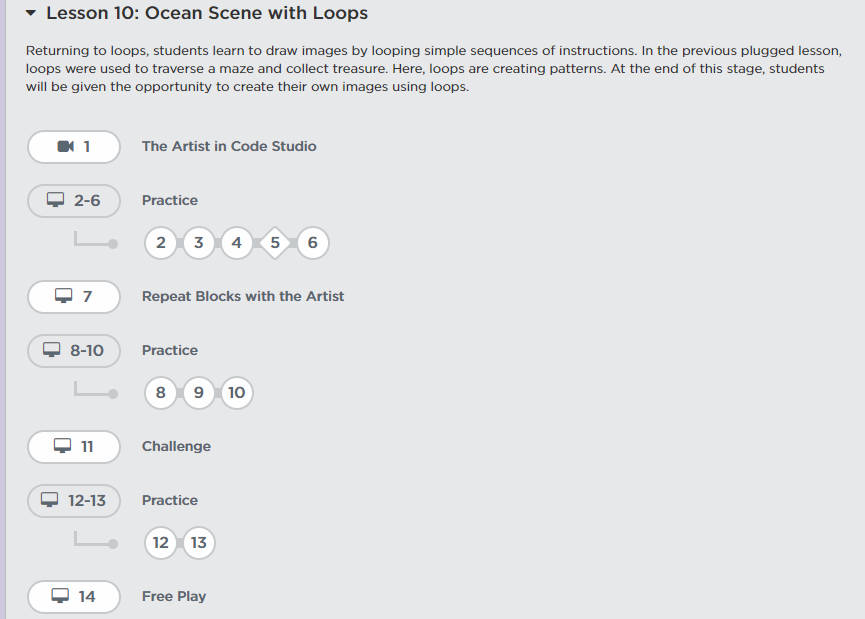 Lesson 10: Ocean Scene with Loops
Returning to loops, students learn to draw images by looping simple sequences of instructions. In the previous plugged lesson,
loops were used to traverse a maze and collect treasure. Here, loops are creating patterns. At the end of this stage, students
will be given the opportunity to create their own images using loops.
1 The Artist in Code Studio
2-6 Practice
2 3 4 5 6
7 Repeat Blocks with the Artist
8-10 Practice
8 9 10
11 Challenge
12-13 Practice
12 13
14 Free Play